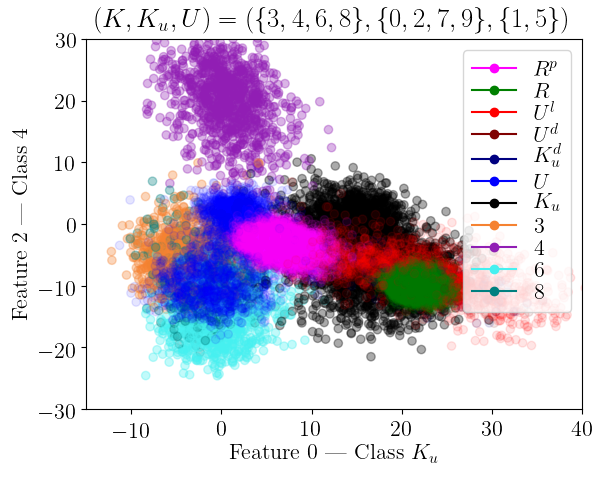 (K, K_u, U) = ({3, 4, 6, 8}, {0, 2, 7, 9}, {1, 5})
30
20
10
0
−10
−20
−30
Feature 2 — Class 4
R^p
R
U^l
U^d
K_u^d
U
K_u
3
4
6
8
−10
0
10
20
30
40
Feature 0 — Class K_u